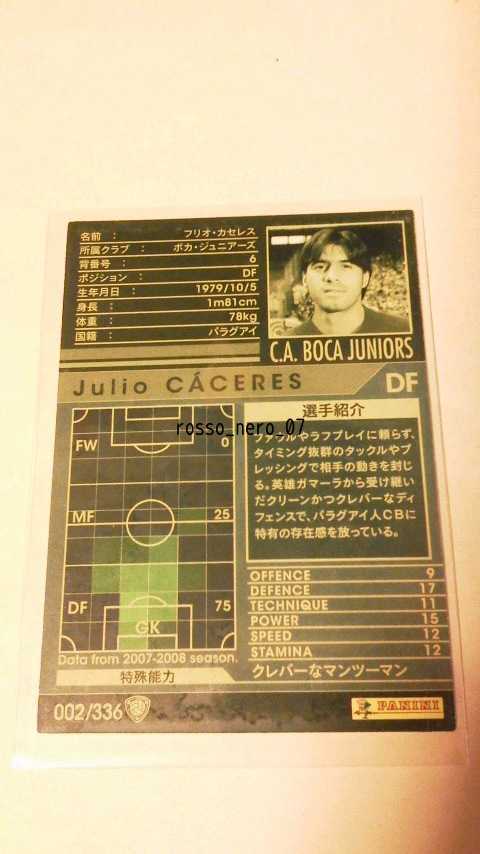 名前 : フリオ・カセレス
所属クラブ : ボカ・ジュニアーズ
背番号 : 6
ポジション : DF
生年月日 : 1979/10/5
身長 : 1m81cm
体重 : 78kg
国籍 : パラグアイ
C.A. BOCA JUNIORS
Julio CÁCERES DF
rosso_nero_07
FW 0
MF 25
DF 75
GK
Data from 2007-2008 season.
特殊能力
選手紹介
ファウルやラフプレイに頼らず、
タイミング抜群のタックルやプ
レッシングで相手の動きを封じ
る。英雄ガマーラから受け継
いだクリーンかつクレバーなディ
フェンスで、パラグアイ人CBに
特有の存在感を放っている。
OFFENCE 9
DEFENCE 17
TECHNIQUE 11
POWER 15
SPEED 12
STAMINA 12
クレバーなマンツーマン
002/336
PANINI